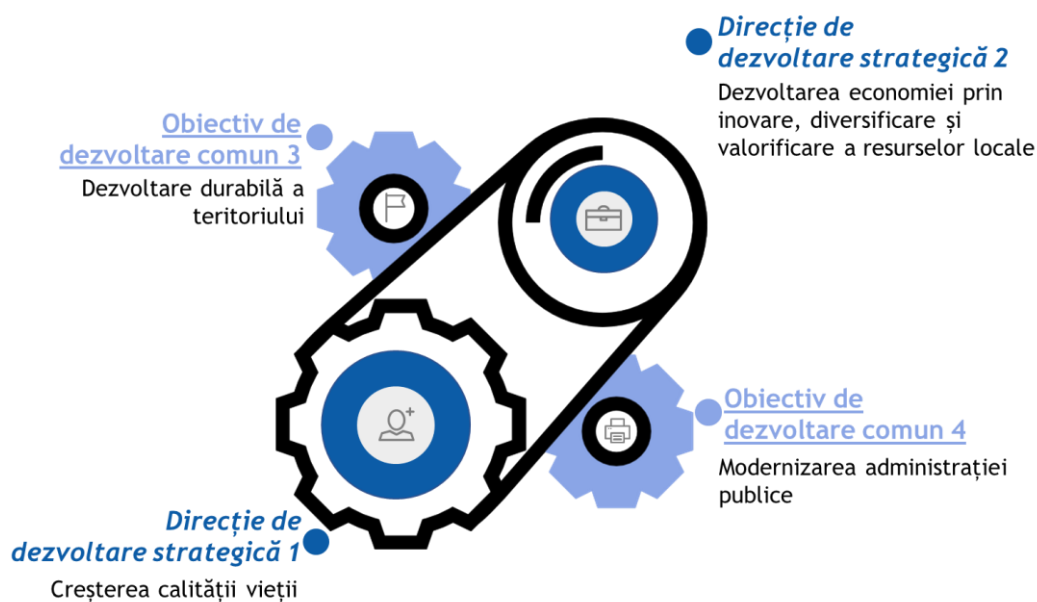 Direcție de
dezvoltare strategică 2
Dezvoltarea economiei prin
inovare, diversificare și
valorificare a resurselor locale
Obiectiv de
dezvoltare comun 3
Dezvoltare durabilă a
teritoriului
Obiectiv de
dezvoltare comun 4
Modernizarea administrației
publice
Direcție de
dezvoltare strategică 1
Creșterea calității vieții